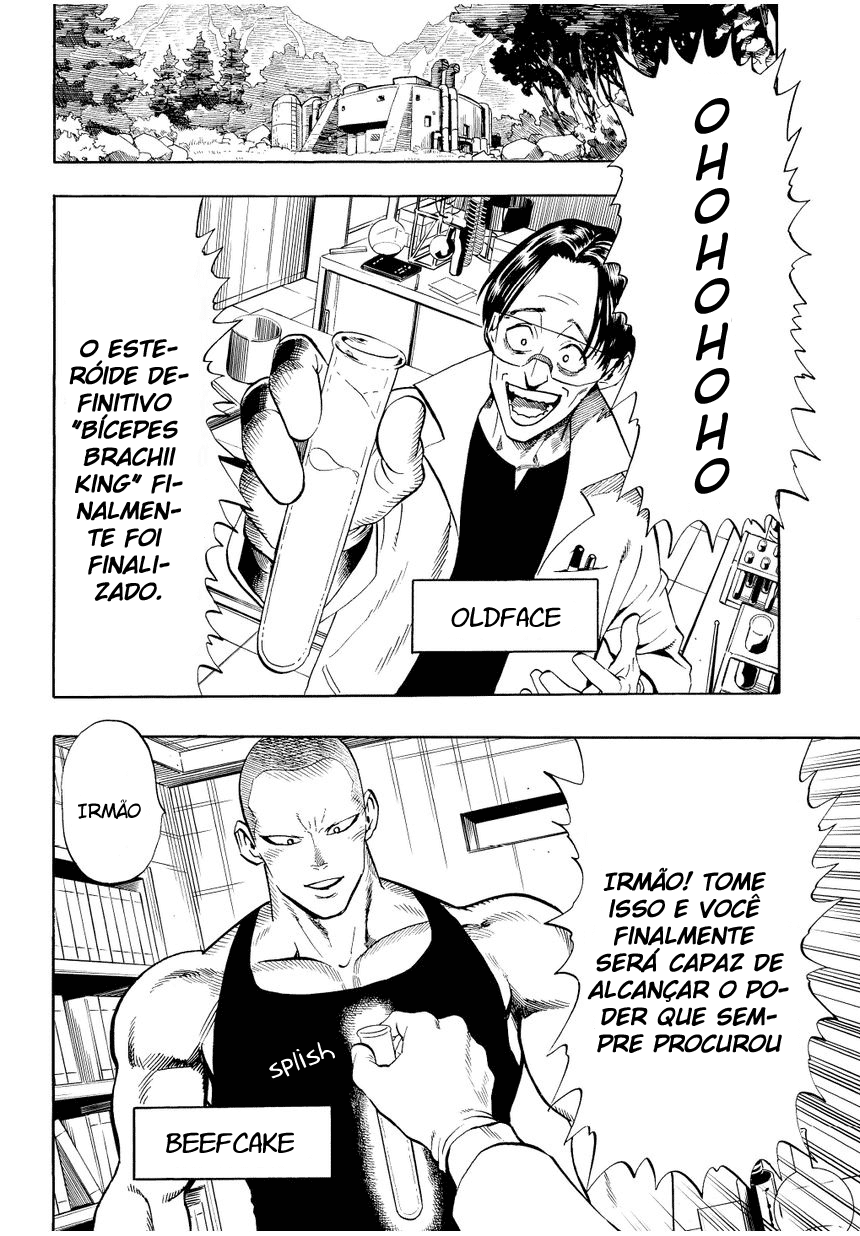 OHOHOHOHOHO
O ESTE-
RÓIDE DE-
FINITIVO
"BÍCEPES
BRACHII
KING" FI-
NALMEN-
TE FOI
FINALI-
ZADO.
OLDFACE
IRMÃO! TOME
ISSO E VOCÊ
FINALMENTE
SERÁ CAPAZ DE
ALCANÇAR O PO-
DER QUE SEM-
PRE PROCUROU
IRMÃO
splish
BEEFCAKE